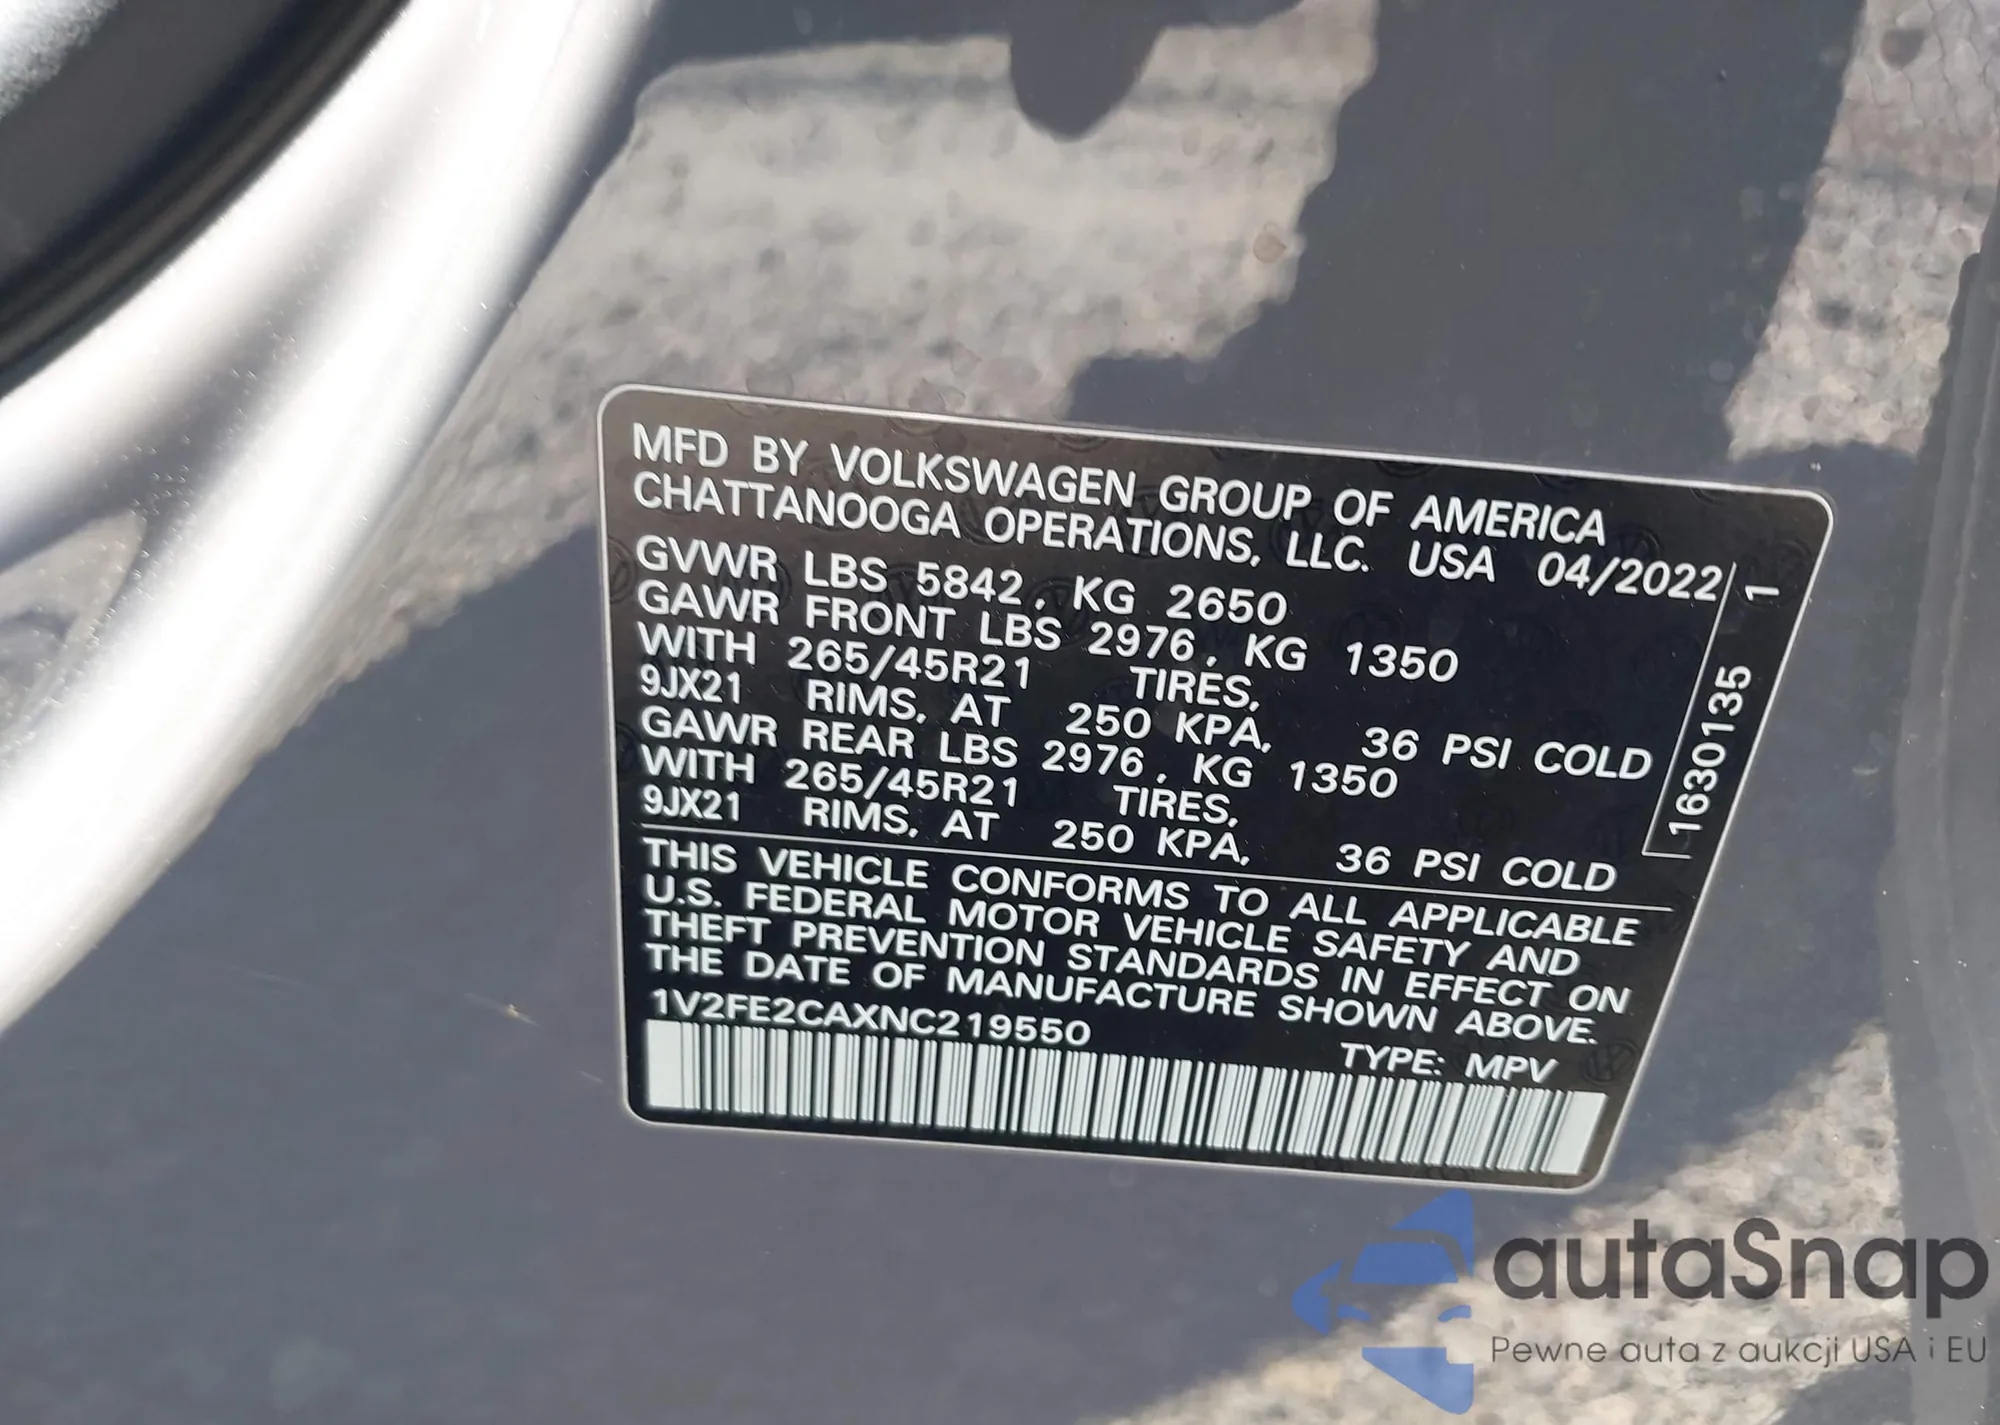 MFD BY VOLKSWAGEN GROUP OF AMERICA
CHATTANOOGA OPERATIONS, LLC. USA 04/2022
GVWR LBS 5842, KG 2650
GAWR FRONT LBS 2976, KG 1350
WITH 265/45R21 TIRES,
9JX21 RIMS, AT 250 KPA, 36 PSI COLD
GAWR REAR LBS 2976, KG 1350
WITH 265/45R21 TIRES,
9JX21 RIMS, AT 250 KPA, 36 PSI COLD
1630135 1
THIS VEHICLE CONFORMS TO ALL APPLICABLE
U.S. FEDERAL MOTOR VEHICLE SAFETY AND
THEFT PREVENTION STANDARDS IN EFFECT ON
THE DATE OF MANUFACTURE SHOWN ABOVE.
1V2FE2CAXNC219550
TYPE: MPV
autaSnap
Pewne auta z aukcji USA i EU